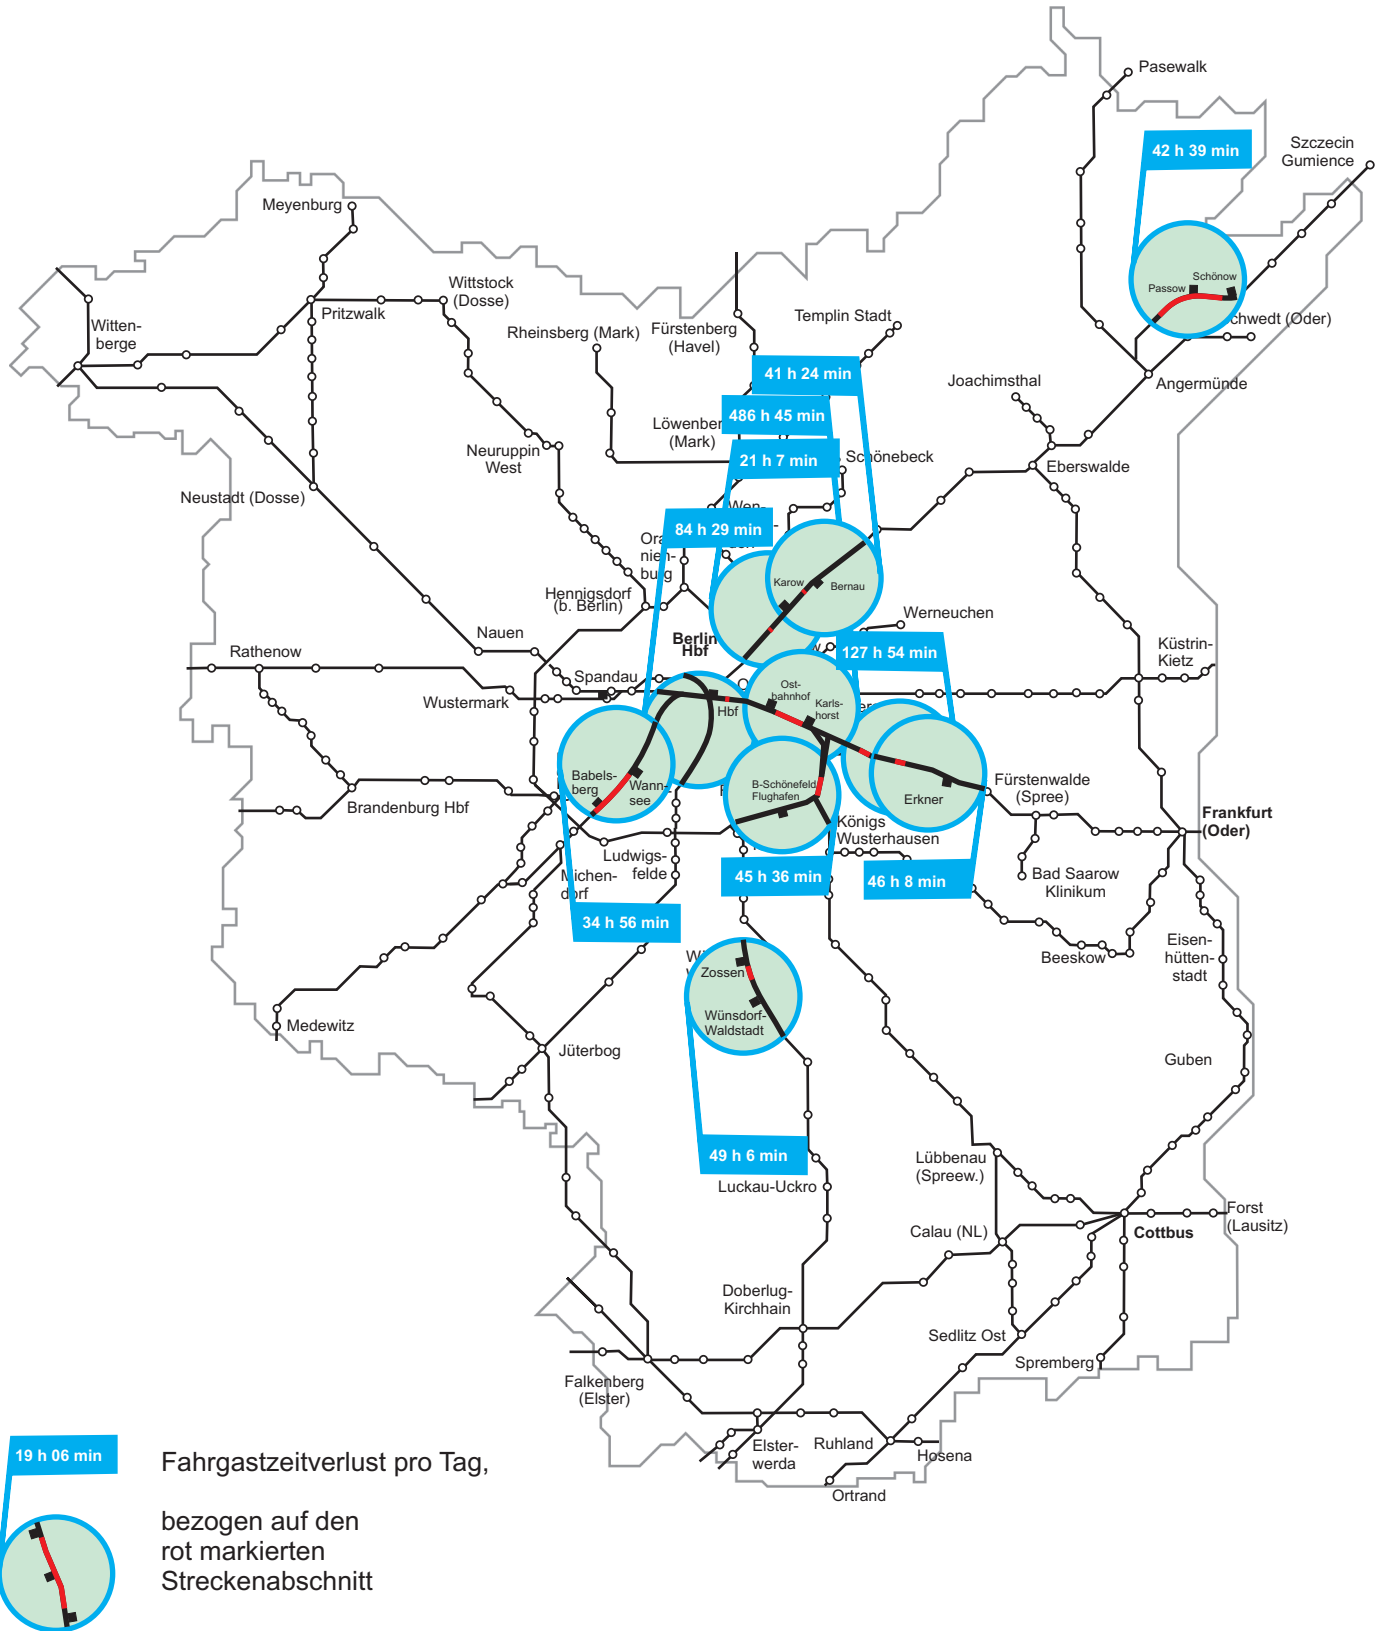 Pasewalk
42 h 39 min
Szczecin
Gumience
Meyenburg
Schönow
Passow
Wittstock
(Dosse)
Pritzwalk
Templin Stadt
chwedt (Oder)
Rheinsberg (Mark)
Fürstenberg
(Havel)
Witten-
berge
41 h 24 min
Joachimsthal
Angermünde
486 h 45 min
Löwenber
(Mark)
Neuruppin
West
21 h 7 min
Schönebeck
Eberswalde
Neustadt (Dosse)
84 h 29 min
Wen-
Ora
nien-
burg
Karow
Bernau
Hennigsdorf
(b. Berlin)
Werneuchen
Nauen
Berlin
Hbf
127 h 54 min
Küstrin-
Kietz
Rathenow
Spandau
Wustermark
Ost-
bahnhof
Karls-
horst
Hbf
Babels-
berg
Wann-
see
B-Schönefeld
Flughafen
Erkner
Fürstenwalde
(Spree)
Brandenburg Hbf
Frankfurt
(Oder)
Königs
Wusterhausen
Ludwigs-
felde
Michen-
dorf
45 h 36 min
46 h 8 min
Bad Saarow
Klinikum
34 h 56 min
Beeskow
Eisen-
hütten-
stadt
Zossen
Wünsdorf-
Waldstadt
Medewitz
Jüterbog
Guben
49 h 6 min
Luckau-Uckro
Lübbenau
(Spreew.)
Forst
(Lausitz)
Calau (NL)
Cottbus
Doberlug-
Kirchhain
Sedlitz Ost
Spremberg
Falkenberg
(Elster)
Elster-
werda
Ruhland
Hosena
Ortrand
19 h 06 min
Fahrgastzeitverlust pro Tag,
bezogen auf den
rot markierten
Streckenabschnitt